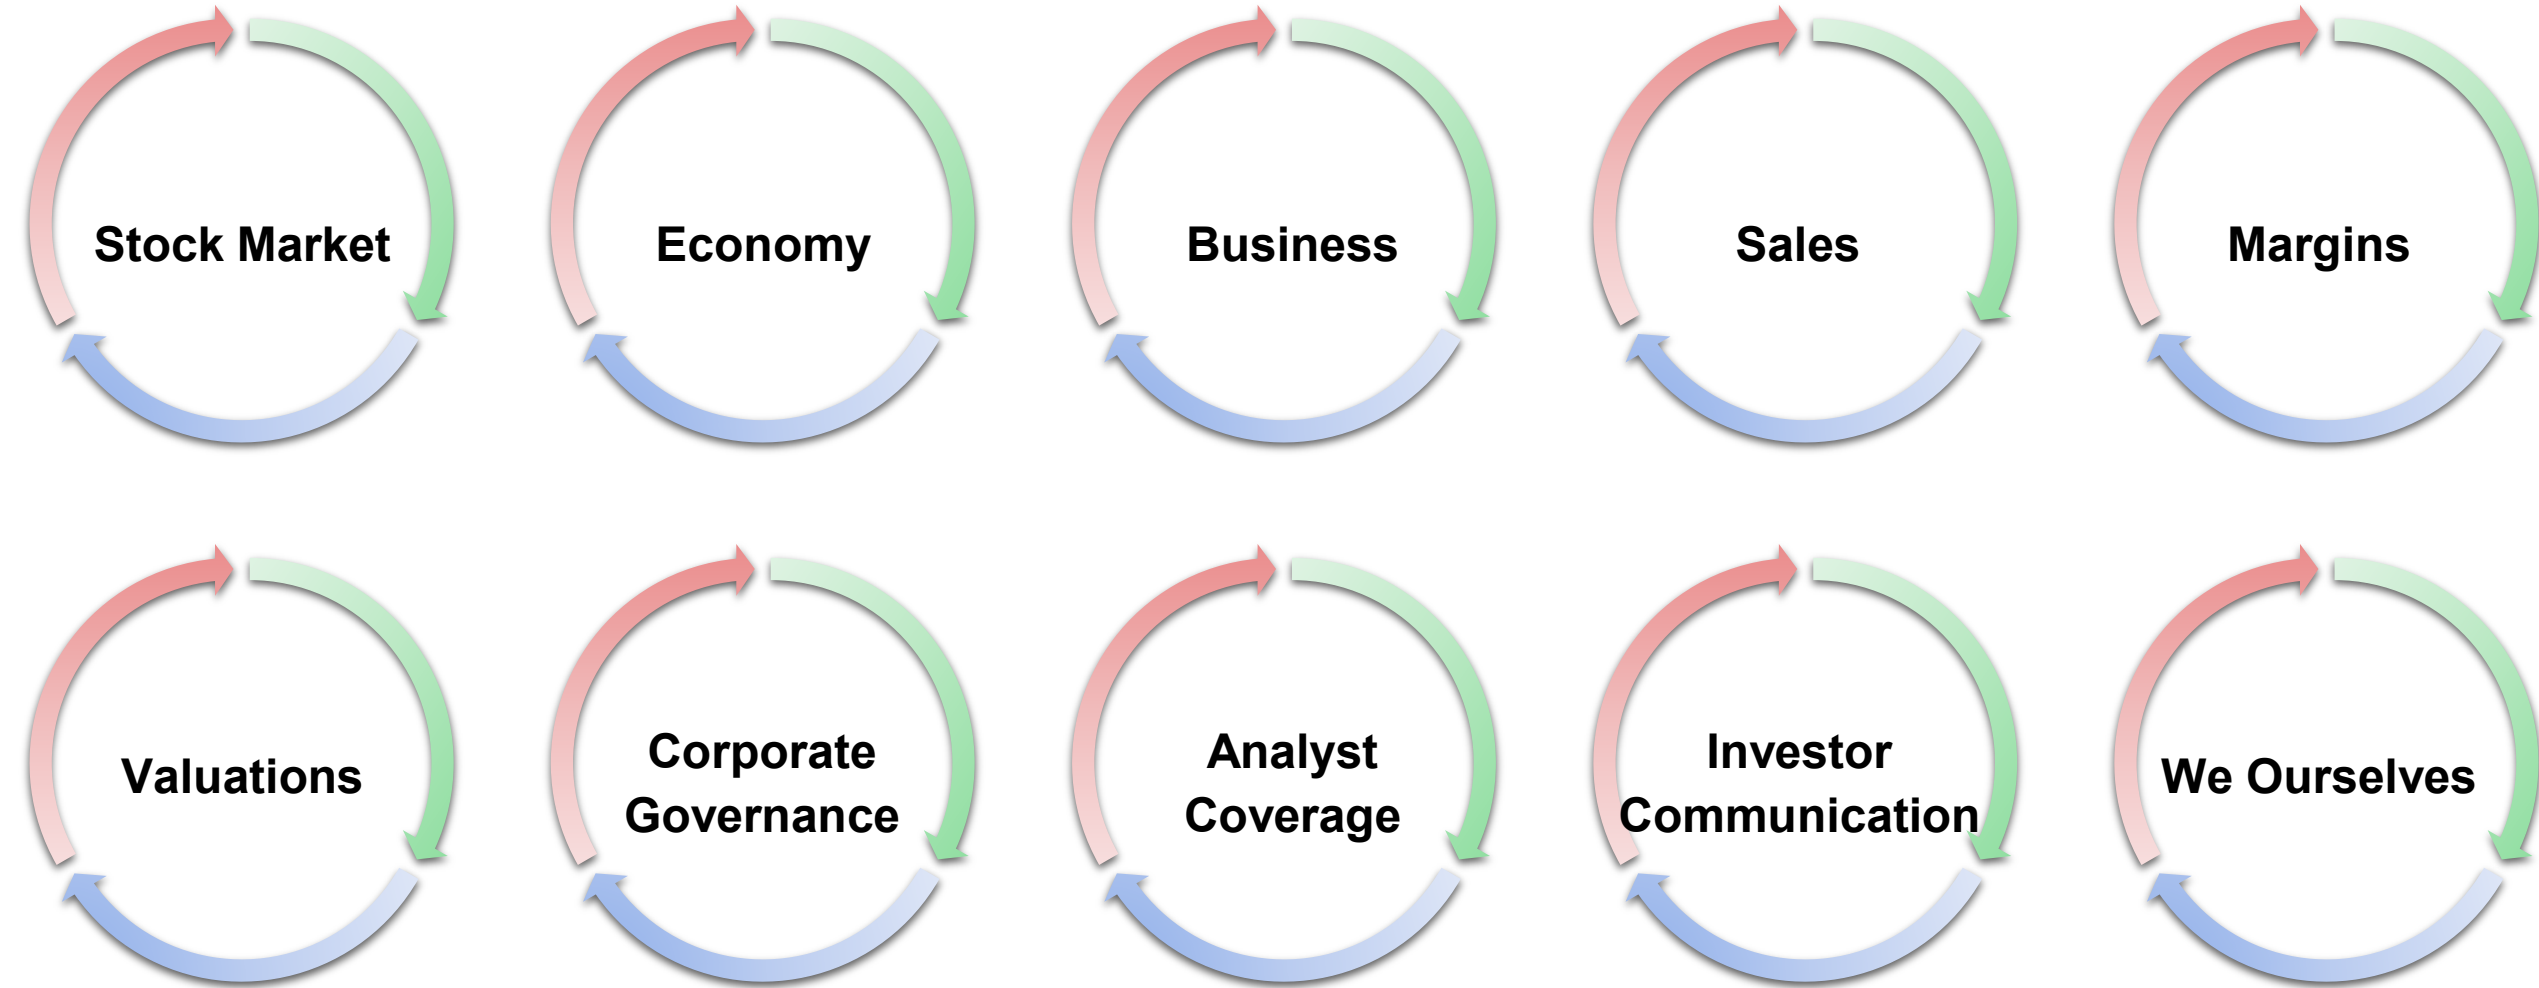 Stock Market
Economy
Business
Sales
Margins
Valuations
Corporate
Governance
Analyst
Coverage
Investor
Communication
We Ourselves